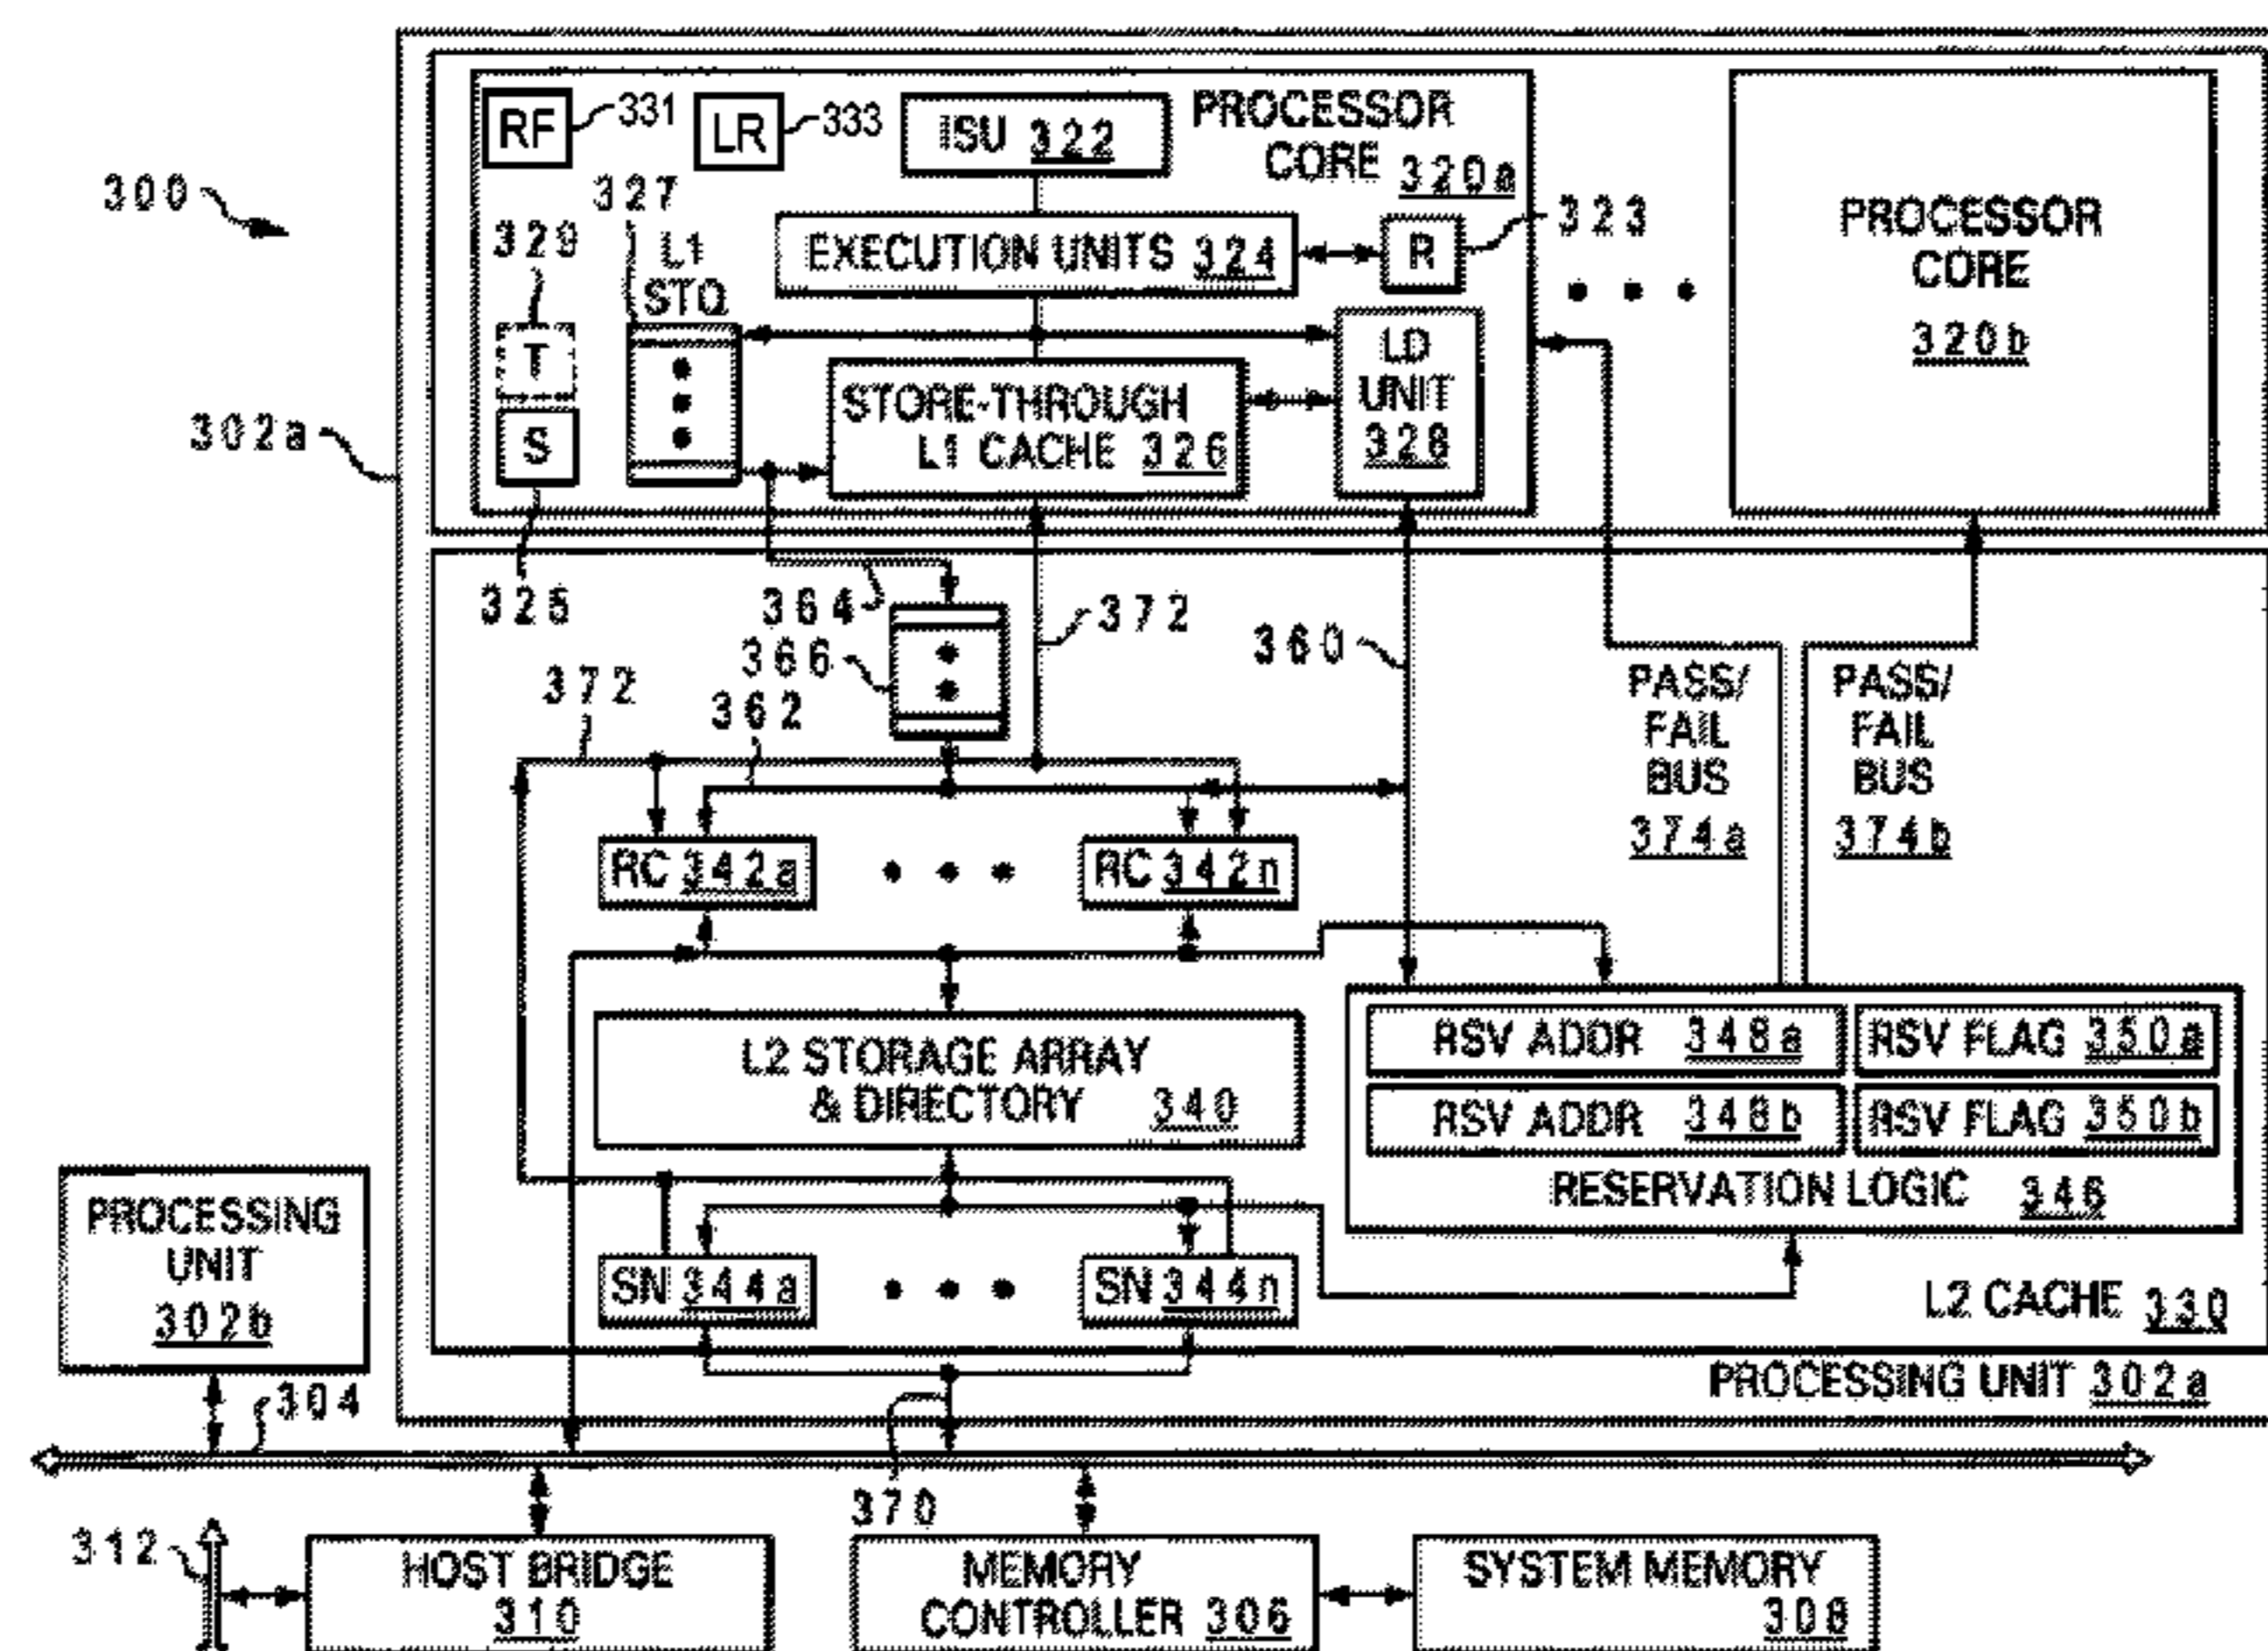 RF
331
LR
333
ISU 322
PROCESSOR
CORE 320a
300
327
329
L1
STQ
EXECUTION UNITS 324
R
323
PROCESSOR
CORE
320b
T
S
302a
STORE-THROUGH
L1 CACHE 326
LD
UNIT
328
325
364
366
372
360
372
362
PASS/
FAIL
BUS
374a
PASS/
FAIL
BUS
374b
RC 342a
RC 342n
L2 STORAGE ARRAY
& DIRECTORY 340
RSV ADDR 348a
RSV FLAG 350a
RSV ADDR 348b
RSV FLAG 350b
RESERVATION LOGIC 346
PROCESSING
UNIT
302b
SN 344a
SN 344n
L2 CACHE 330
PROCESSING UNIT 302a
304
370
312
HOST BRIDGE
310
MEMORY
CONTROLLER 306
SYSTEM MEMORY
308